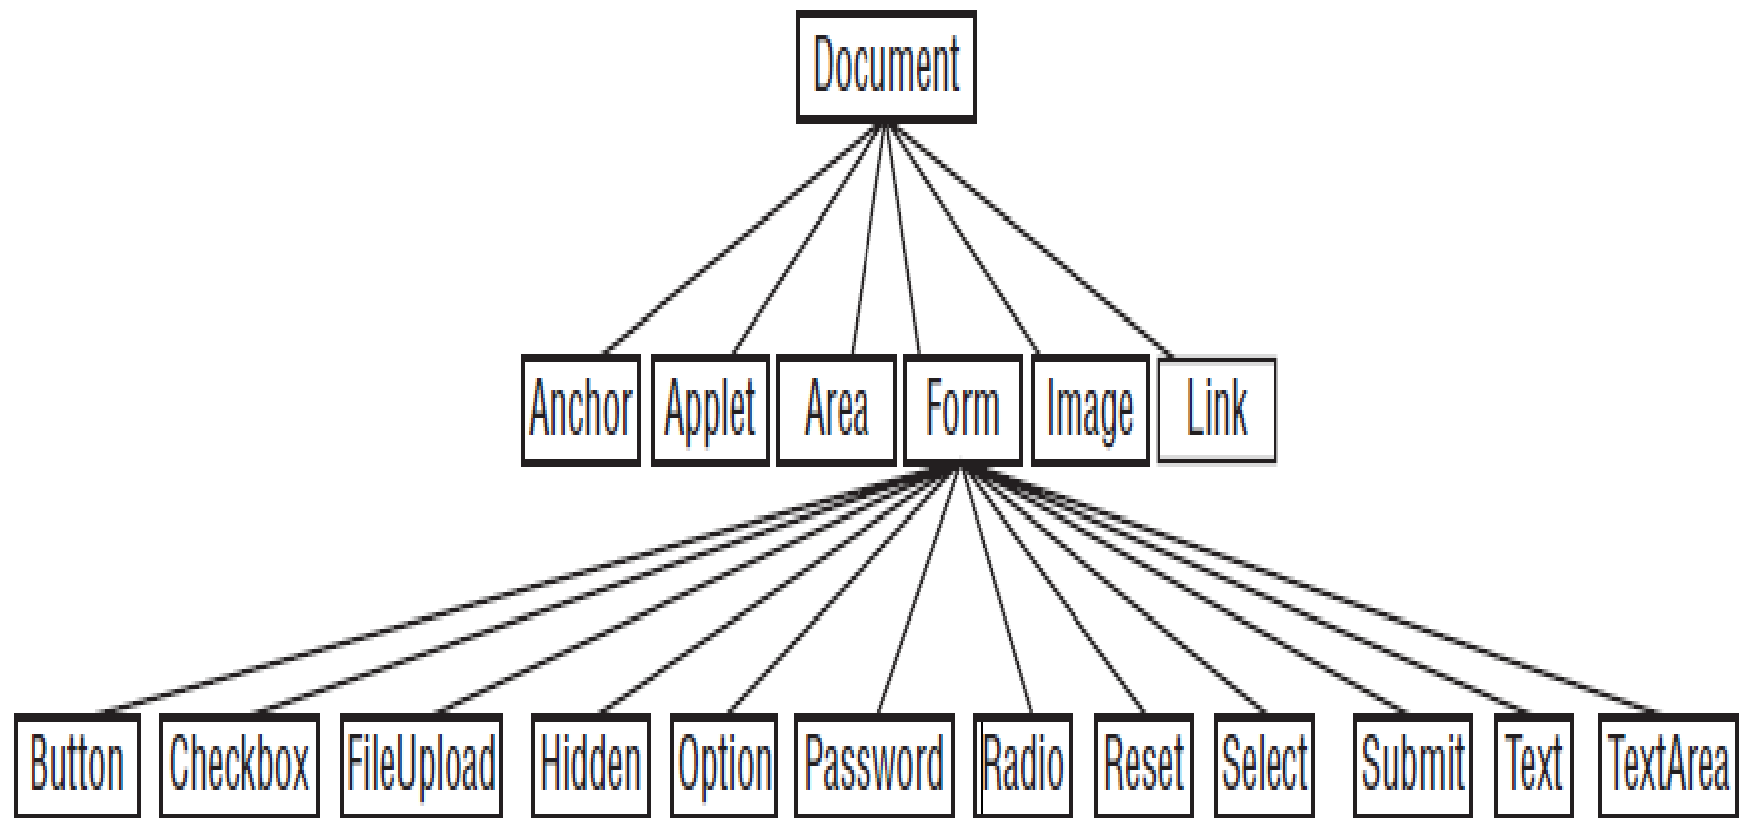 Document
Anchor Applet Area Form Image Link
Button Checkbox FileUpload Hidden Option Password Radio Reset Select Submit Text TextArea